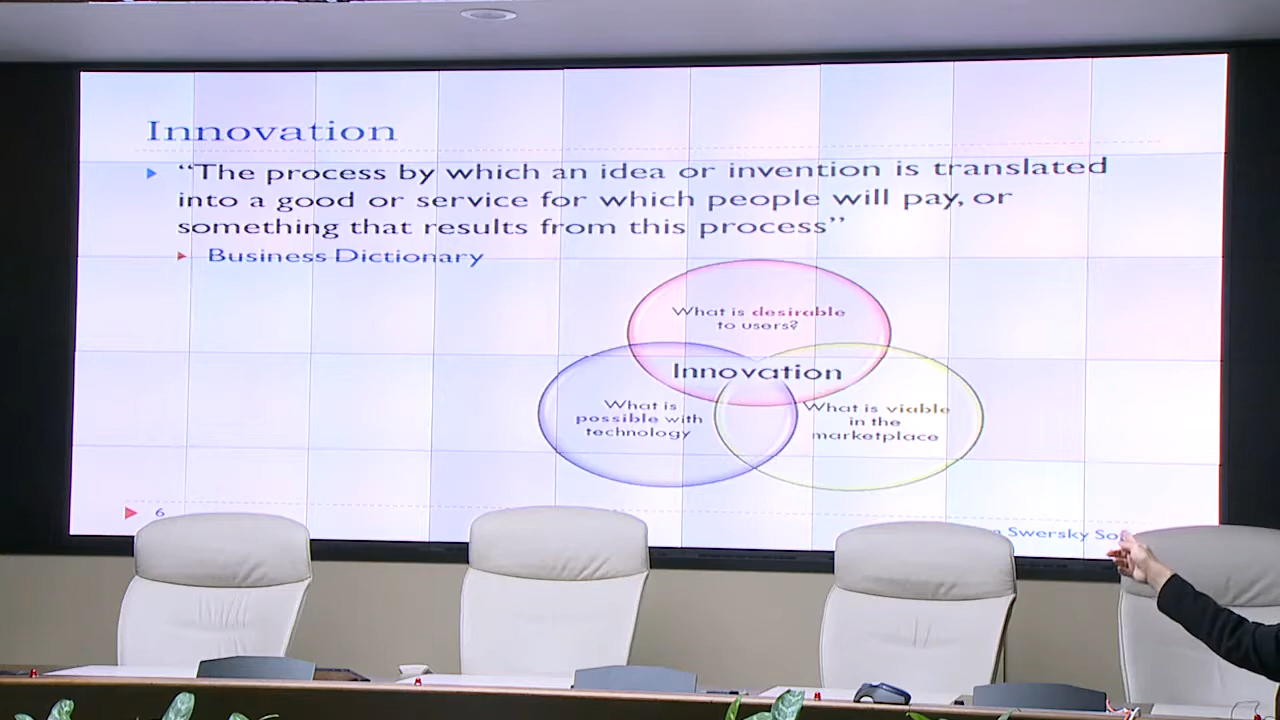 Innovation
“The process by which an idea or invention is translated
into a good or service for which people will pay, or
something that results from this process”
Business Dictionary
What is desirable
to users?
Innovation
What is
possible with
technology
What is viable
in the
marketplace
6
Swersky